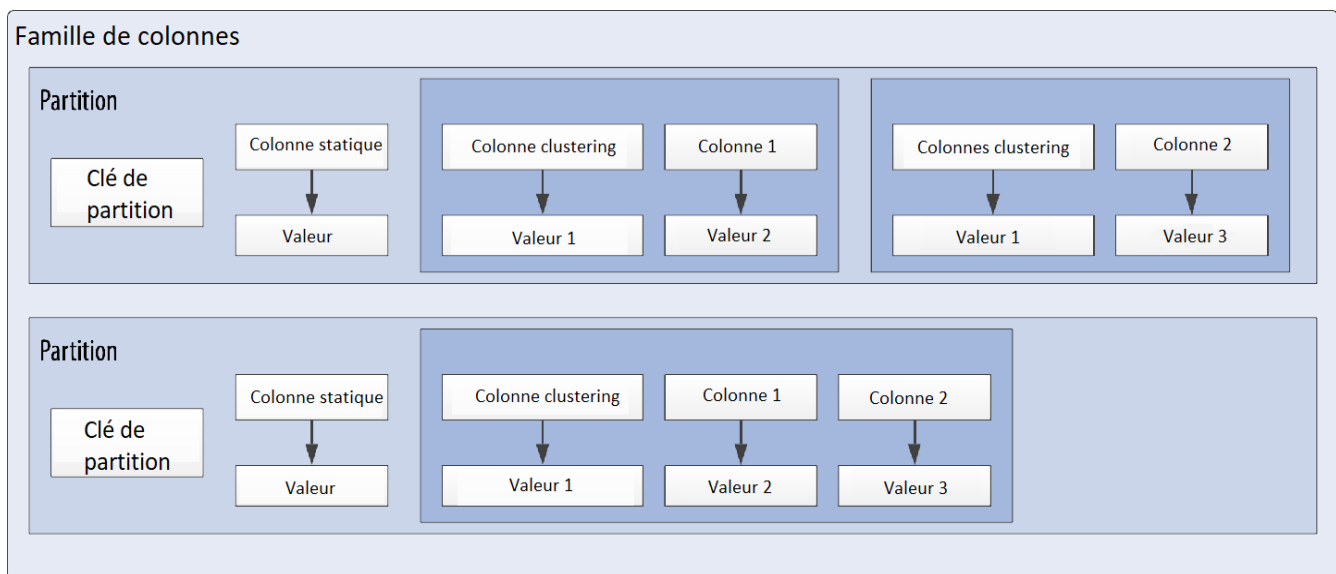 Famille de colonnes
Partition
Clé de
partition
Colonne statique
Valeur
Colonne clustering
Colonne 1
Valeur 1
Valeur 2
Colonnes clustering
Colonne 2
Valeur 1
Valeur 3
Partition
Clé de
partition
Colonne statique
Valeur
Colonne clustering
Colonne 1
Colonne 2
Valeur 1
Valeur 2
Valeur 3